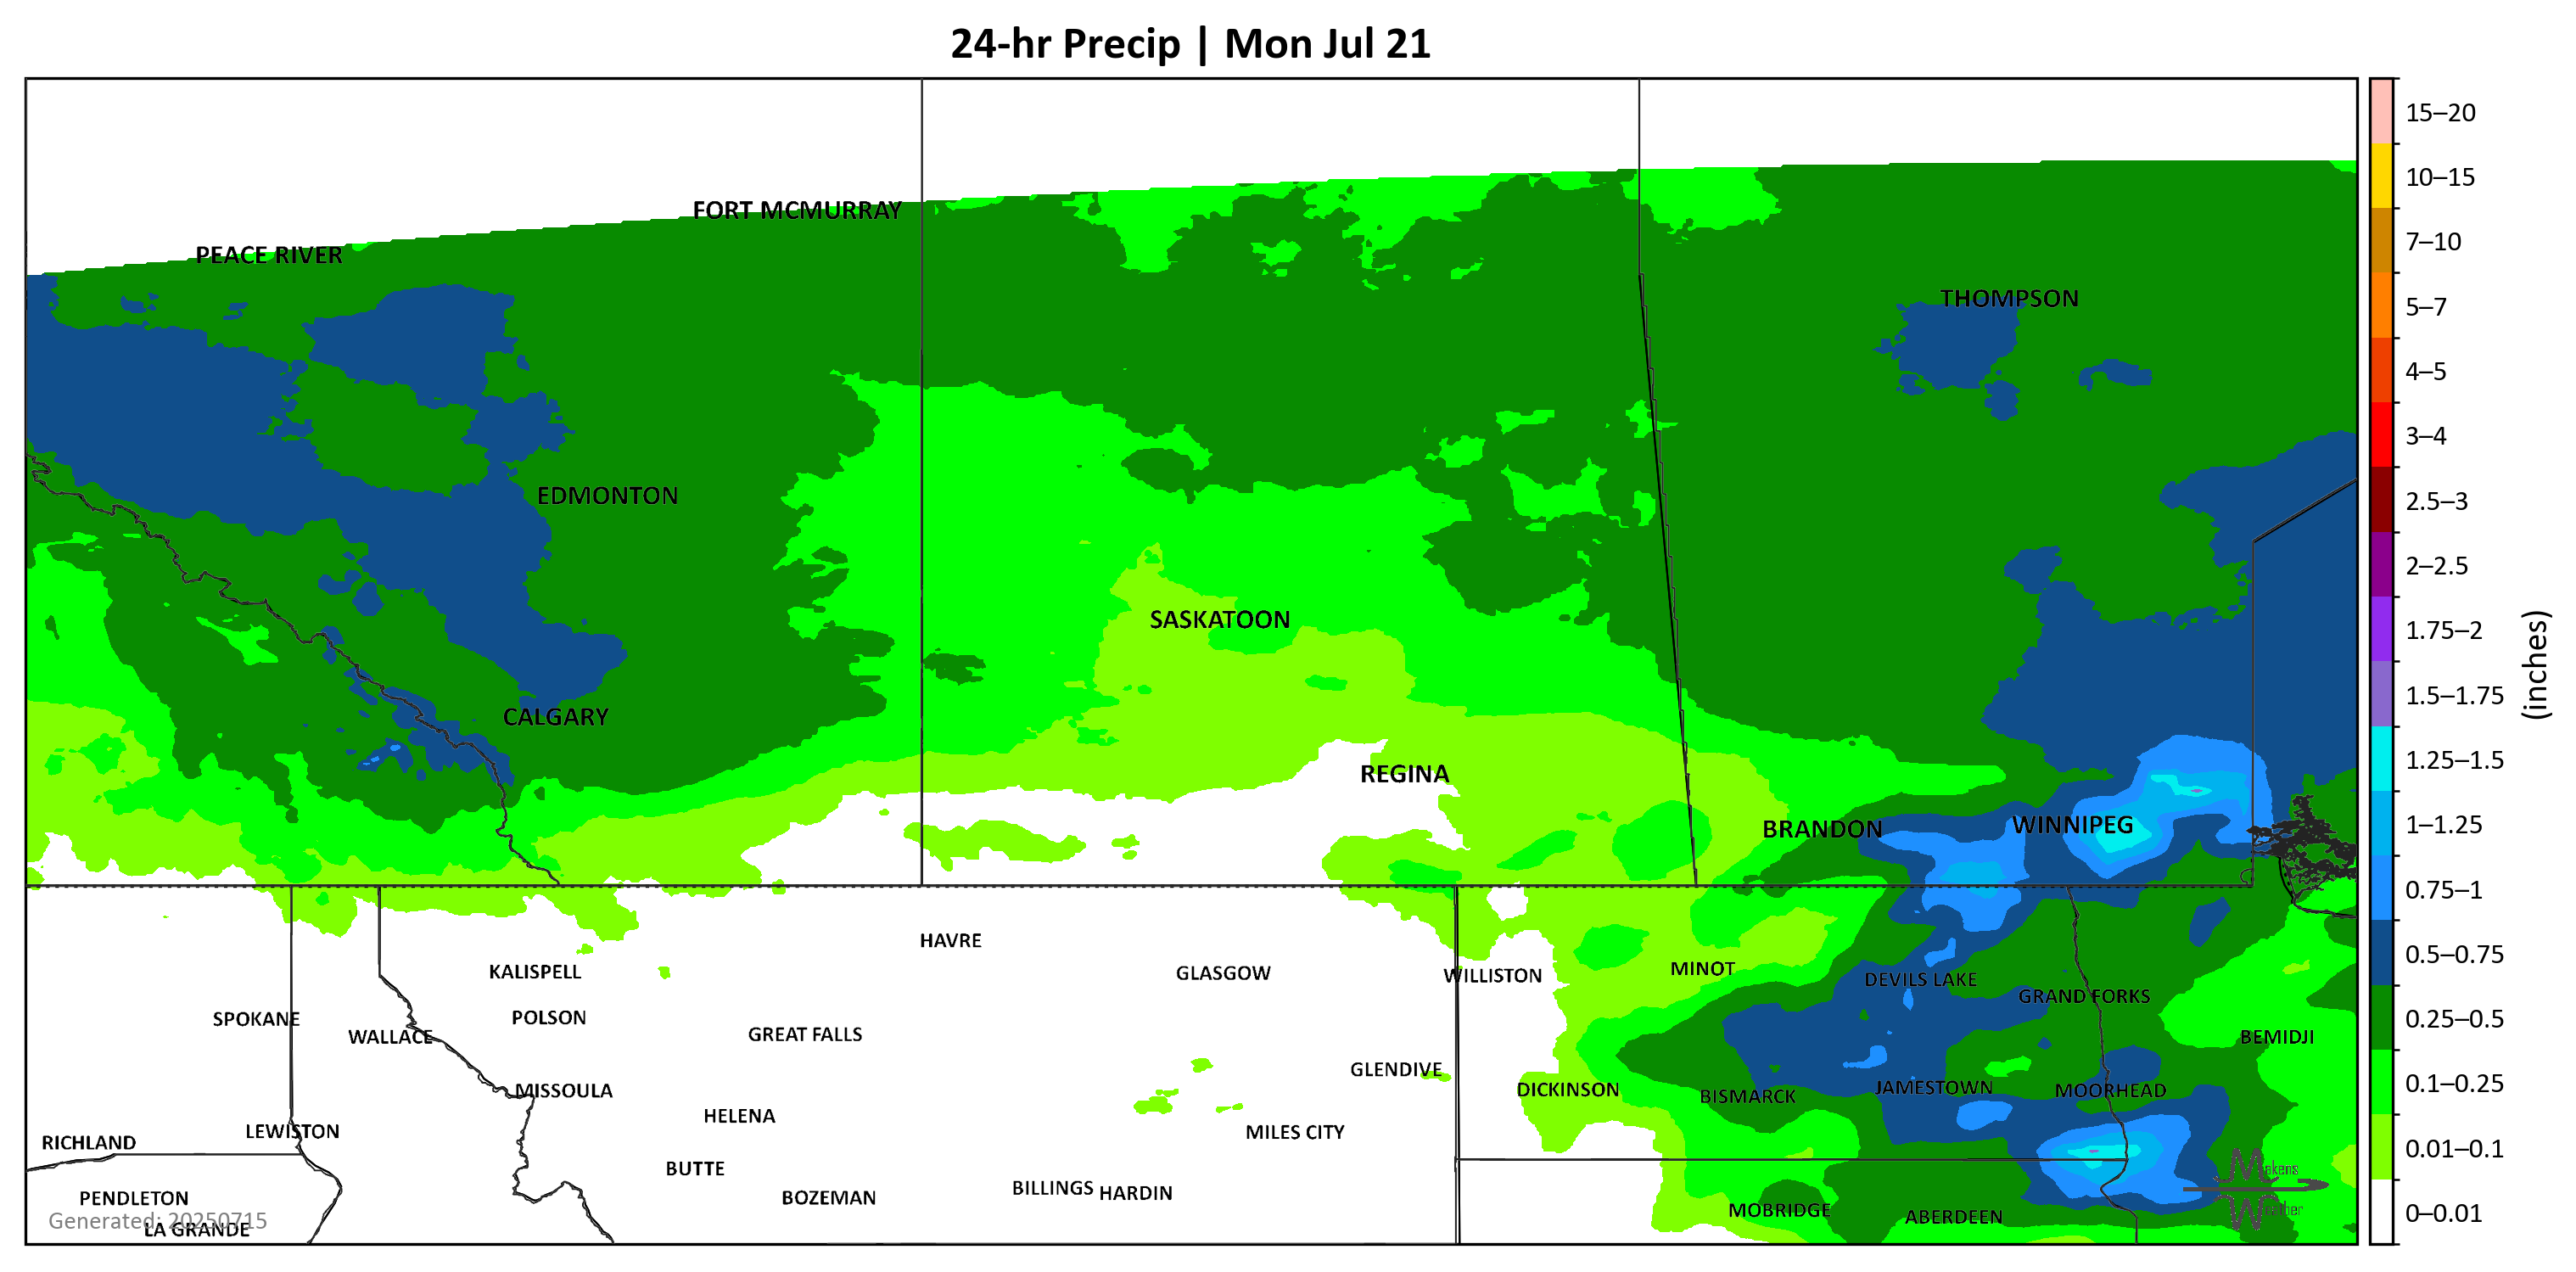 24-hr Precip | Mon Jul 21
15–20
10–15
7–10
5–7
4–5
3–4
2.5–3
2–2.5
1.75–2
1.5–1.75
1.25–1.5
1–1.25
0.75–1
0.5–0.75
0.25–0.5
0.1–0.25
0.01–0.1
0–0.01
(inches)
FORT MCMURRAY
PEACE RIVER
THOMPSON
EDMONTON
SASKATOON
CALGARY
REGINA
BRANDON
WINNIPEG
HAVRE
KALISPELL
GLASGOW
WILLISTON
MINOT
DEVILS LAKE
GRAND FORKS
SPOKANE
POLSON
WALLACE
GREAT FALLS
BEMIDJI
GLENDIVE
MISSOULA
DICKINSON
BISMARCK
JAMESTOWN
MOORHEAD
HELENA
LEWISTON
MILES CITY
RICHLAND
BUTTE
BILLINGS
HARDIN
PENDLETON
BOZEMAN
MOBRIDGE
ABERDEEN
Generated: 20250715
LA GRANDE
Makens
Weather